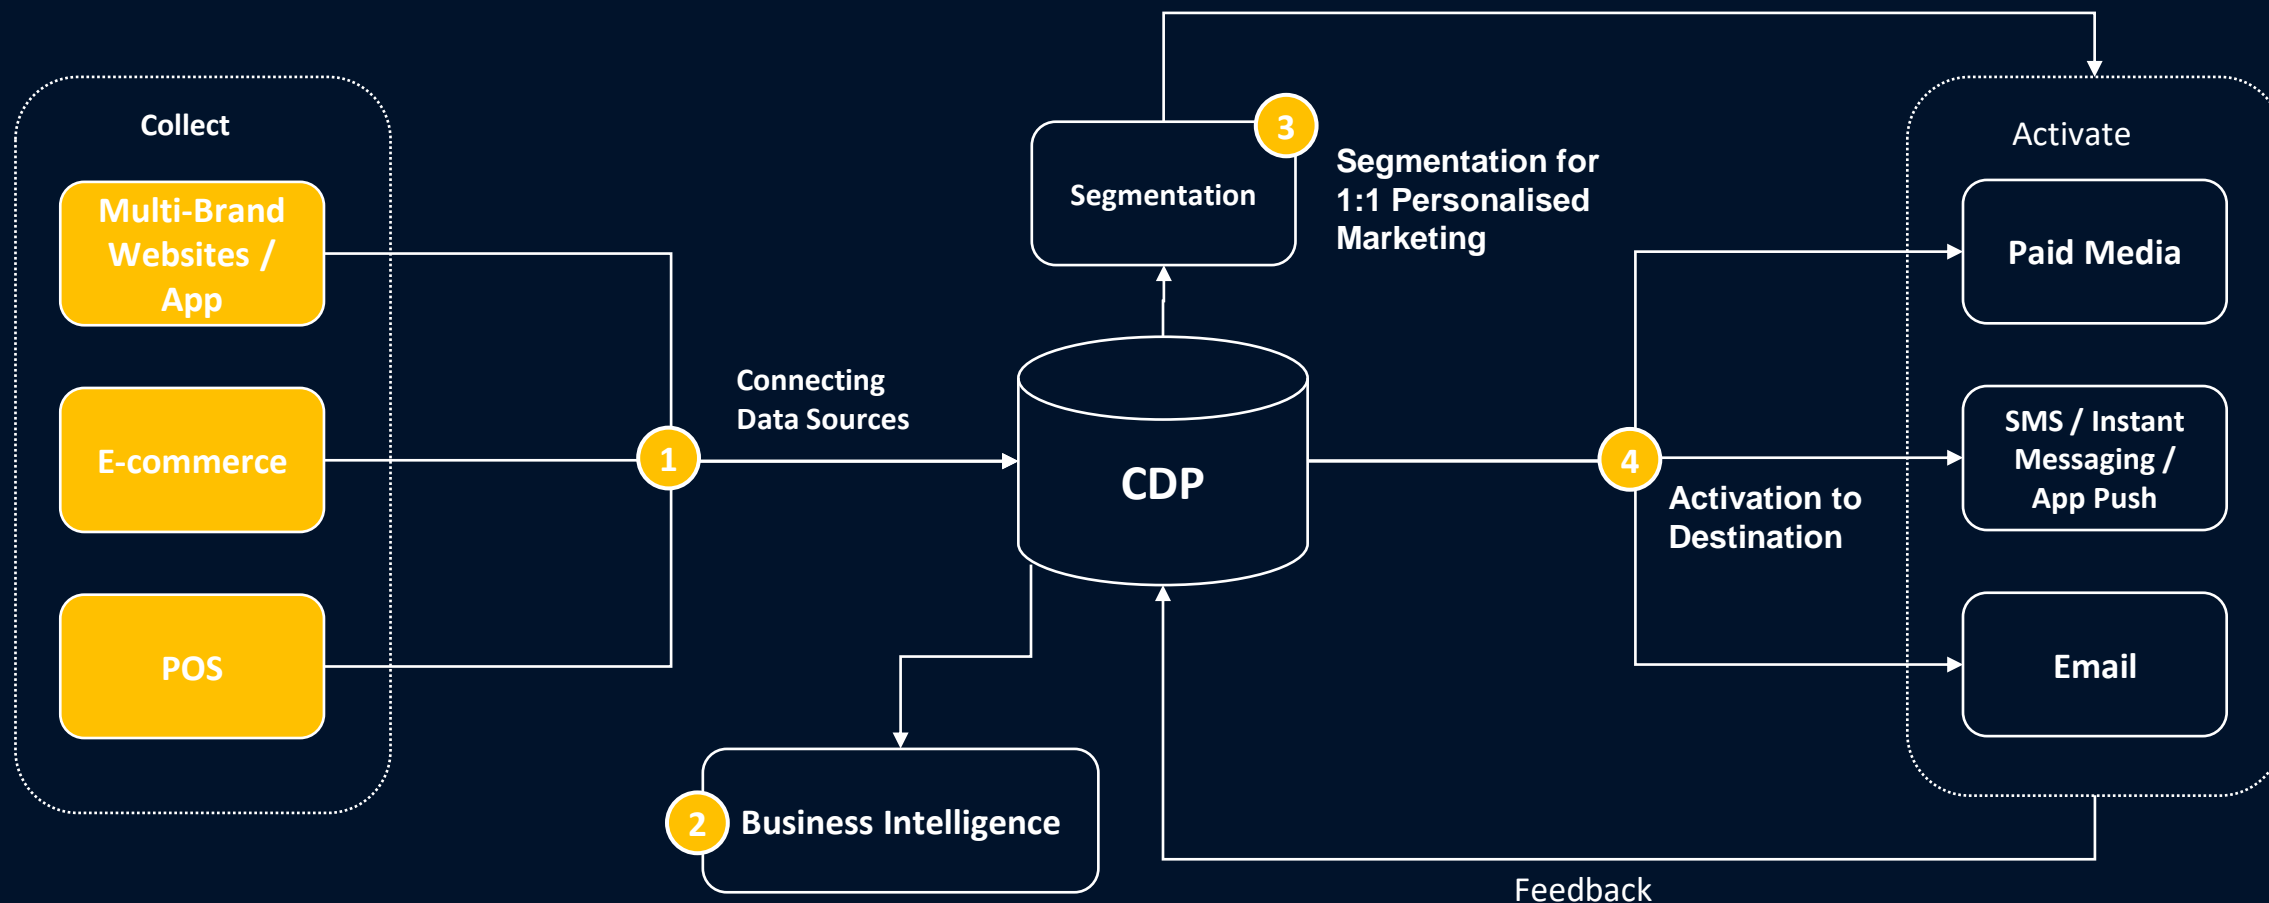 Collect
Multi-Brand
Websites /
App
E-commerce
POS
1
Connecting
Data Sources
CDP
Segmentation
3
Segmentation for
1:1 Personalised
Marketing
2
Business Intelligence
4
Activation to
Destination
Activate
Paid Media
SMS / Instant
Messaging /
App Push
Email
Feedback